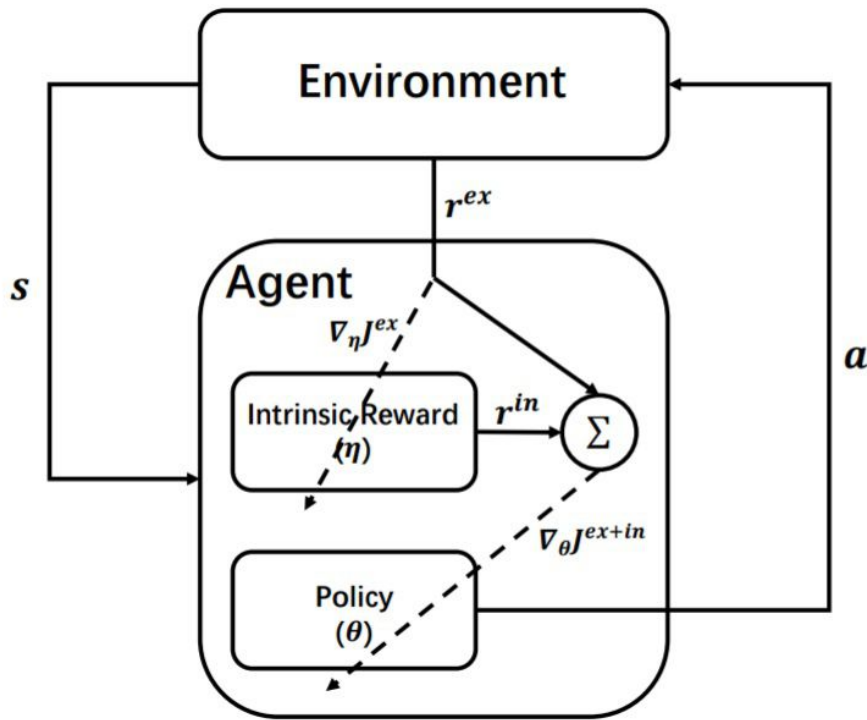 Environment
r^{ex}
s
Agent
∇_η J^{ex}
a
Intrinsic Reward
(η)
r^{in}
Σ
∇_θ J^{ex+in}
Policy
(θ)